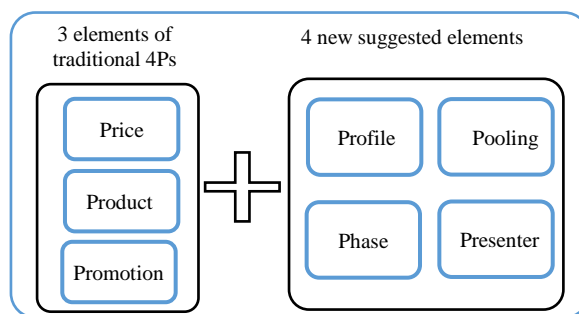 3 elements of
traditional 4Ps
Price
Product
Promotion
4 new suggested elements
Profile
Pooling
Phase
Presenter